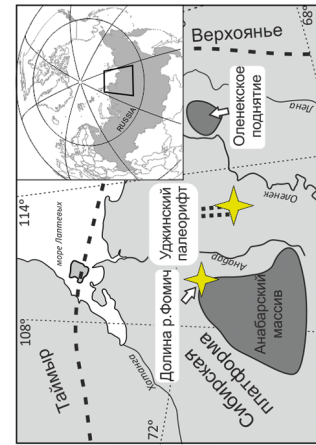 RUSSIA
68°
Верхоянье
Лена
Оленекское
поднятие
114°
море Лаптевых
Уджинский
палеорифт
Оленек
108°
Долина р.Фомич
Анабар
Таймыр
Хатанга
72°
Сибирская
платформа
Анабарский
массив